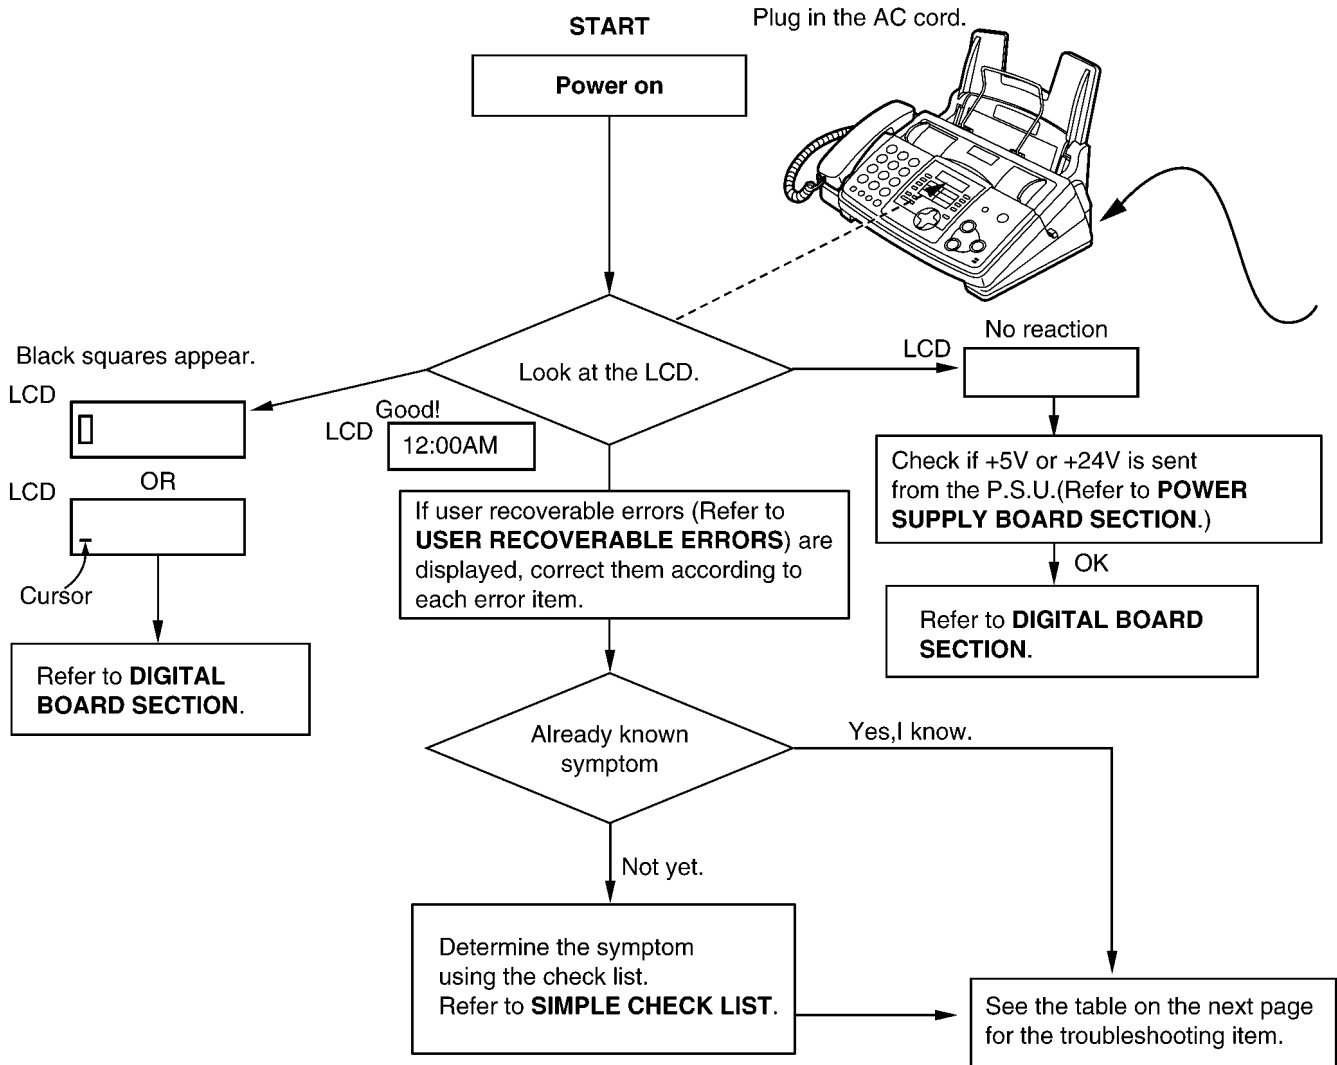 START
Plug in the AC cord.
Power on
Look at the LCD.
Black squares appear.
LCD
OR
LCD
Cursor
Refer to DIGITAL
BOARD SECTION.
Good!
LCD
12:00AM
If user recoverable errors (Refer to
USER RECOVERABLE ERRORS) are
displayed, correct them according to
each error item.
No reaction
LCD
Check if +5V or +24V is sent
from the P.S.U.(Refer to POWER
SUPPLY BOARD SECTION.)
OK
Refer to DIGITAL BOARD
SECTION.
Already known
symptom
Yes,I know.
Not yet.
Determine the symptom
using the check list.
Refer to SIMPLE CHECK LIST.
See the table on the next page
for the troubleshooting item.